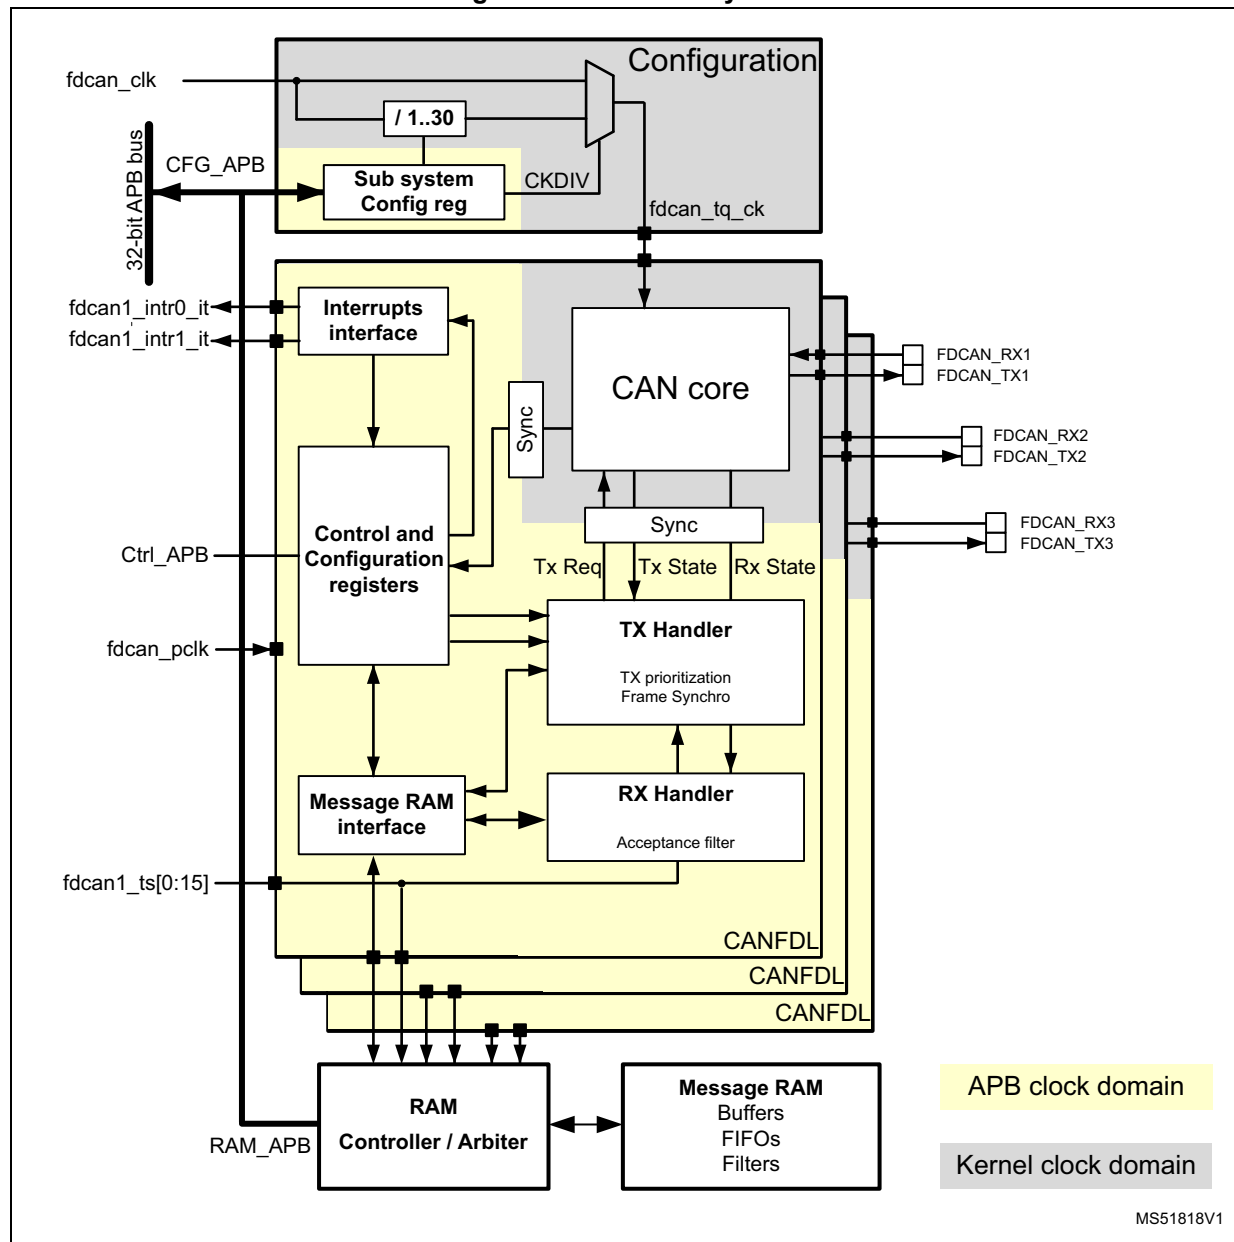 Configuration
fdcan_clk
/ 1..30
32-bit APB bus
CFG_APB
Sub system
Config reg
CKDIV
fdcan_tq_ck
fdcan1_intr0_it
fdcan1_intr1_it
Interrupts
interface
CAN core
Sync
FDCAN_RX1
FDCAN_TX1
FDCAN_RX2
FDCAN_TX2
FDCAN_RX3
FDCAN_TX3
Sync
Ctrl_APB
Control and
Configuration
registers
Tx Req
Tx State
Rx State
fdcan_pclk
TX Handler
TX prioritization
Frame Synchro
Message RAM
interface
RX Handler
Acceptance filter
fdcan1_ts[0:15]
CANFDL
CANFDL
CANFDL
RAM
Controller / Arbiter
RAM_APB
Message RAM
Buffers
FIFOs
Filters
APB clock domain
Kernel clock domain
MS51818V1